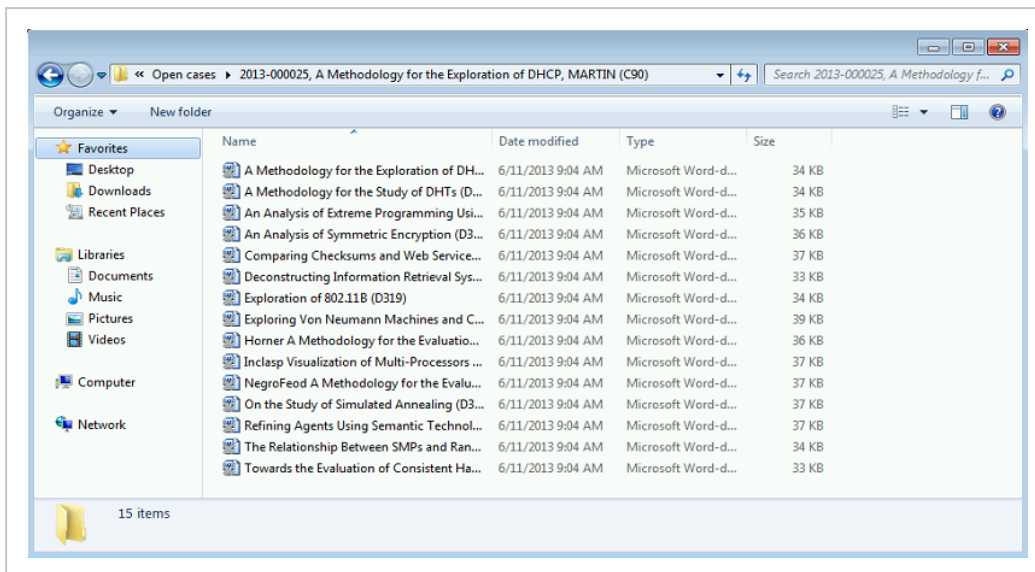 « Open cases ▸ 2013-000025, A Methodology for the Exploration of DHCP, MARTIN (C90) Search 2013-000025, A Methodology f...
Organize New folder
Favorites Name Date modified Type Size
Desktop A Methodology for the Exploration of DH... 6/11/2013 9:04 AM Microsoft Word-d... 34 KB
Downloads A Methodology for the Study of DHTs (D... 6/11/2013 9:04 AM Microsoft Word-d... 34 KB
Recent Places An Analysis of Extreme Programming Usi... 6/11/2013 9:04 AM Microsoft Word-d... 35 KB
An Analysis of Symmetric Encryption (D3... 6/11/2013 9:04 AM Microsoft Word-d... 36 KB
Libraries Comparing Checksums and Web Service... 6/11/2013 9:04 AM Microsoft Word-d... 37 KB
Documents Deconstructing Information Retrieval Sys... 6/11/2013 9:04 AM Microsoft Word-d... 33 KB
Music Exploration of 802.11B (D319) 6/11/2013 9:04 AM Microsoft Word-d... 34 KB
Pictures Exploring Von Neumann Machines and C... 6/11/2013 9:04 AM Microsoft Word-d... 39 KB
Videos Horner A Methodology for the Evaluatio... 6/11/2013 9:04 AM Microsoft Word-d... 36 KB
Inclasp Visualization of Multi-Processors ... 6/11/2013 9:04 AM Microsoft Word-d... 37 KB
Computer NegroFeod A Methodology for the Evalu... 6/11/2013 9:04 AM Microsoft Word-d... 37 KB
On the Study of Simulated Annealing (D3... 6/11/2013 9:04 AM Microsoft Word-d... 37 KB
Network Refining Agents Using Semantic Technol... 6/11/2013 9:04 AM Microsoft Word-d... 37 KB
The Relationship Between SMPs and Ran... 6/11/2013 9:04 AM Microsoft Word-d... 34 KB
Towards the Evaluation of Consistent Ha... 6/11/2013 9:04 AM Microsoft Word-d... 33 KB
15 items